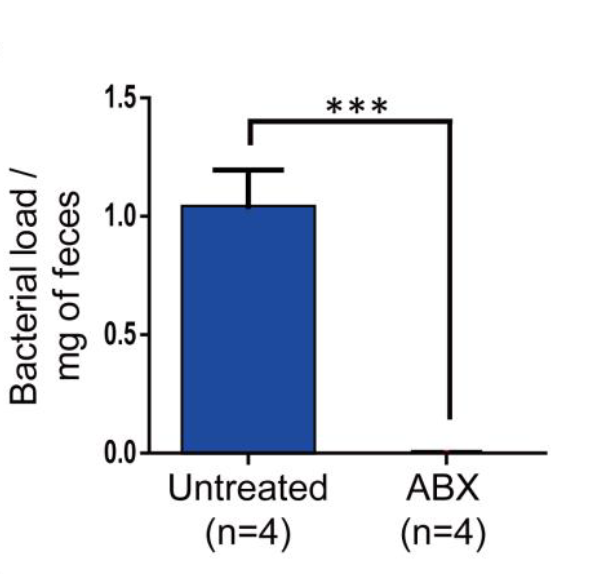 Bacterial load /
mg of feces
1.5
1.0
0.5
0.0
***
Untreated
(n=4)
ABX
(n=4)